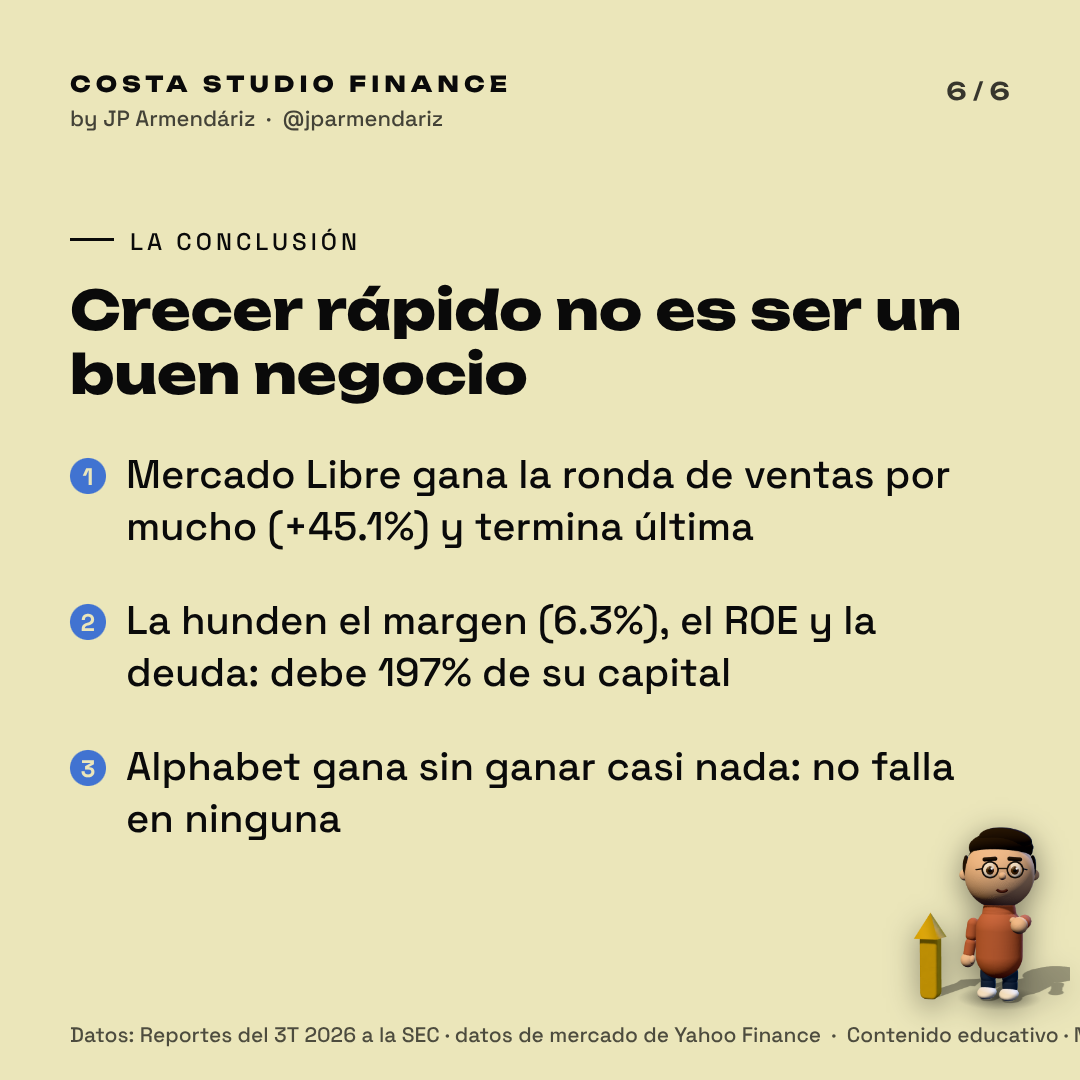 COSTA STUDIO FINANCE
6/6
by JP Armendáriz · @jparmendariz
LA CONCLUSIÓN
Crecer rápido no es ser un
buen negocio
1 Mercado Libre gana la ronda de ventas por
mucho (+45.1%) y termina última
2 La hunden el margen (6.3%), el ROE y la
deuda: debe 197% de su capital
3 Alphabet gana sin ganar casi nada: no falla
en ninguna
Datos: Reportes del 3T 2026 a la SEC · datos de mercado de Yahoo Finance · Contenido educativo ·